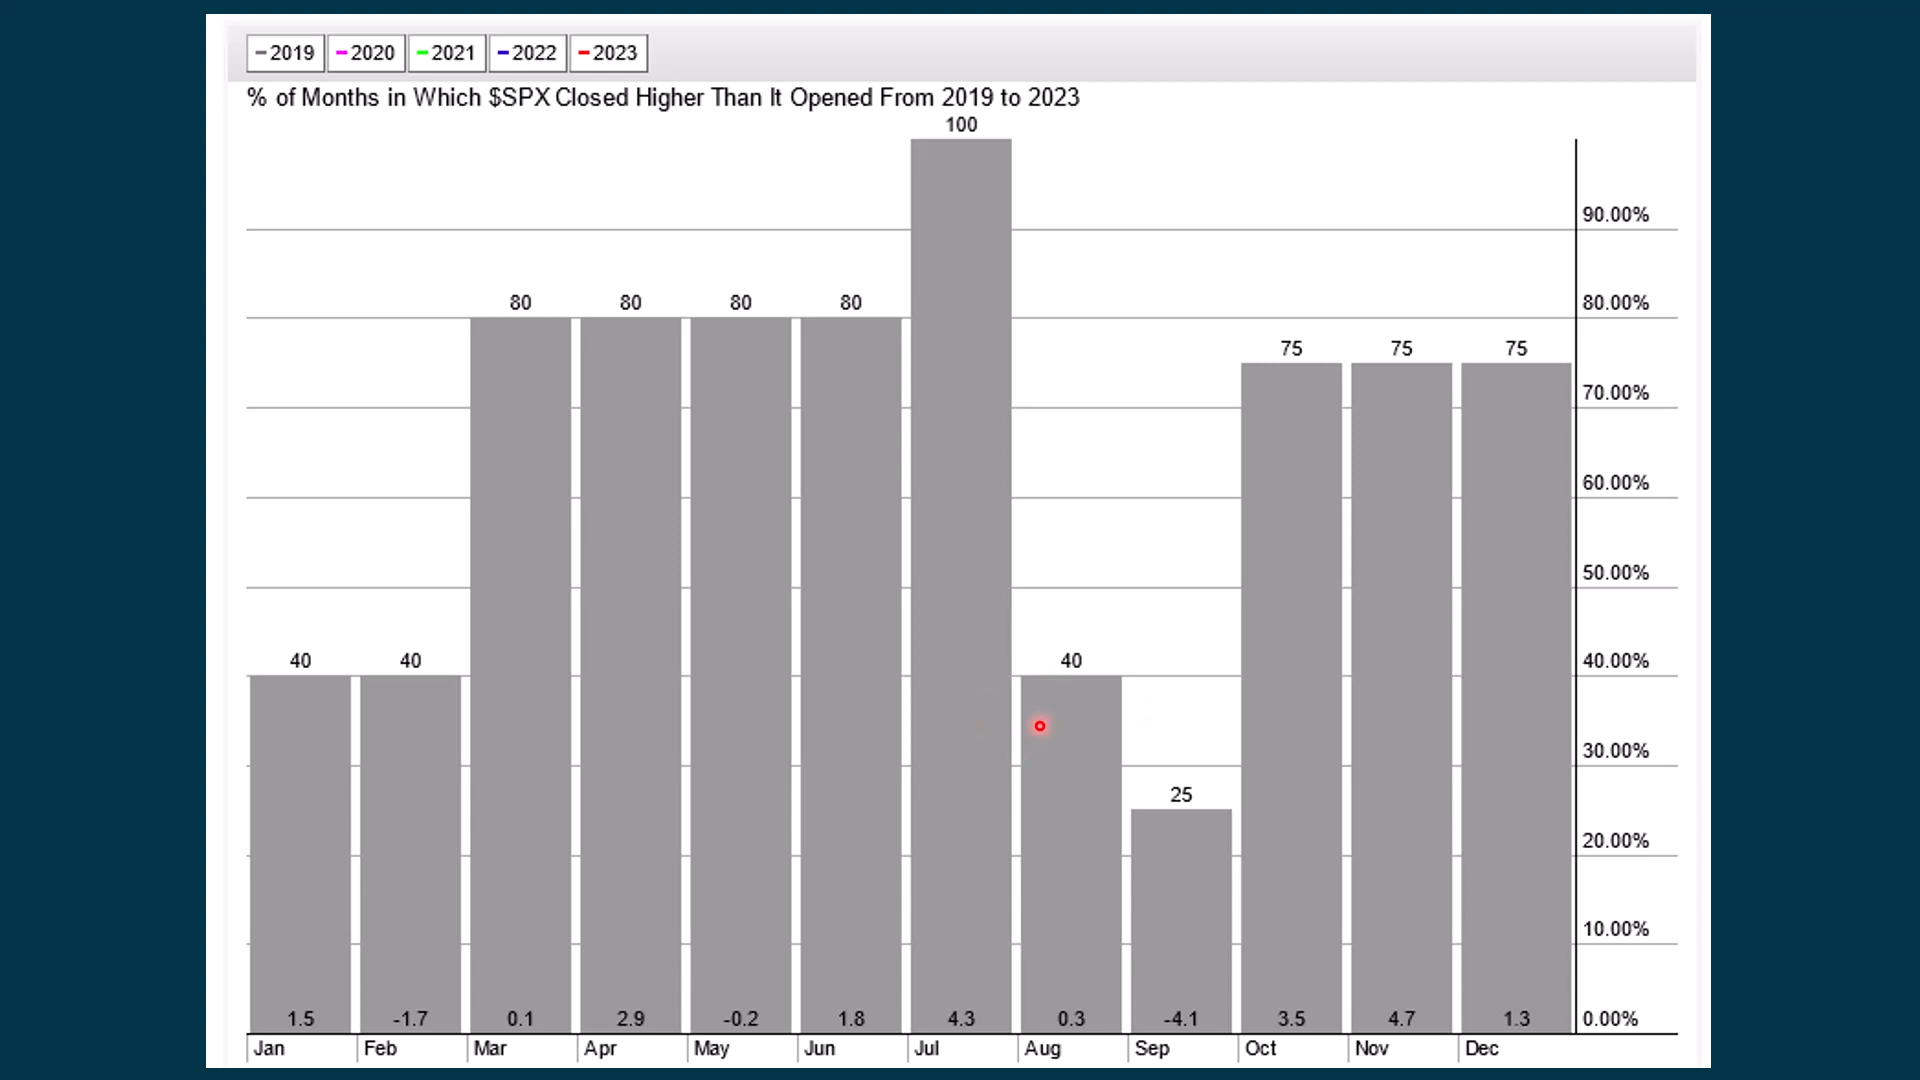 2019 2020 2021 2022 2023
% of Months in Which $SPX Closed Higher Than It Opened From 2019 to 2023
100
90.00%
80 80 80 80 80.00%
75 75 75
70.00%
60.00%
50.00%
40 40 40 40.00%
30.00%
25
20.00%
10.00%
1.5 -1.7 0.1 2.9 -0.2 1.8 4.3 0.3 -4.1 3.5 4.7 1.3 0.00%
Jan Feb Mar Apr May Jun Jul Aug Sep Oct Nov Dec